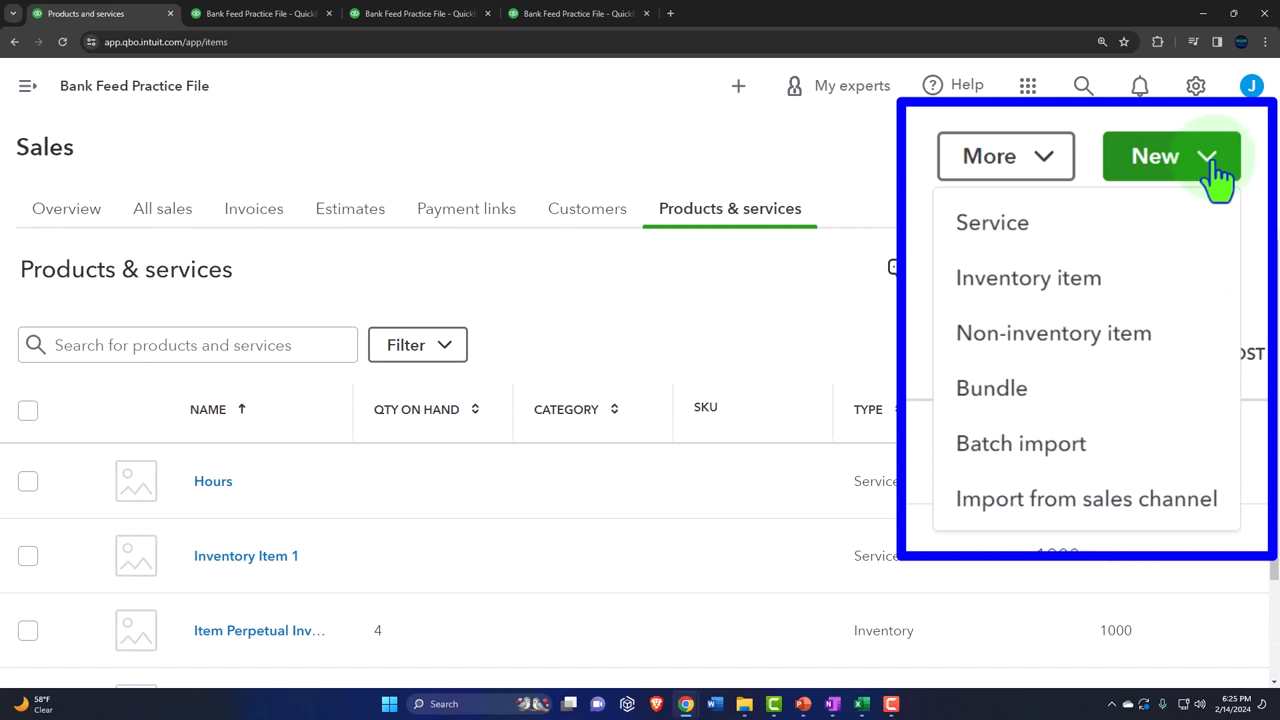 Products and services
Bank Feed Practice File - Quick
Bank Feed Practice File - Quick
Bank Feed Practice File - Quick
qbo.intuit.com/app/items
Bank Feed Practice File
My experts
Help
J
Sales
More
New
Overview
All sales
Invoices
Estimates
Payment links
Customers
Products & services
Service
Inventory item
Non-inventory item
Bundle
Batch import
Import from sales channel
Products & services
Search for products and services
Filter
NAME
QTY ON HAND
CATEGORY
SKU
TYPE
Hours
Service
Inventory Item 1
Service
Item Perpetual Inv...
4
Inventory
1000
58°F
Clear
Search
6:25 PM
2/14/2024